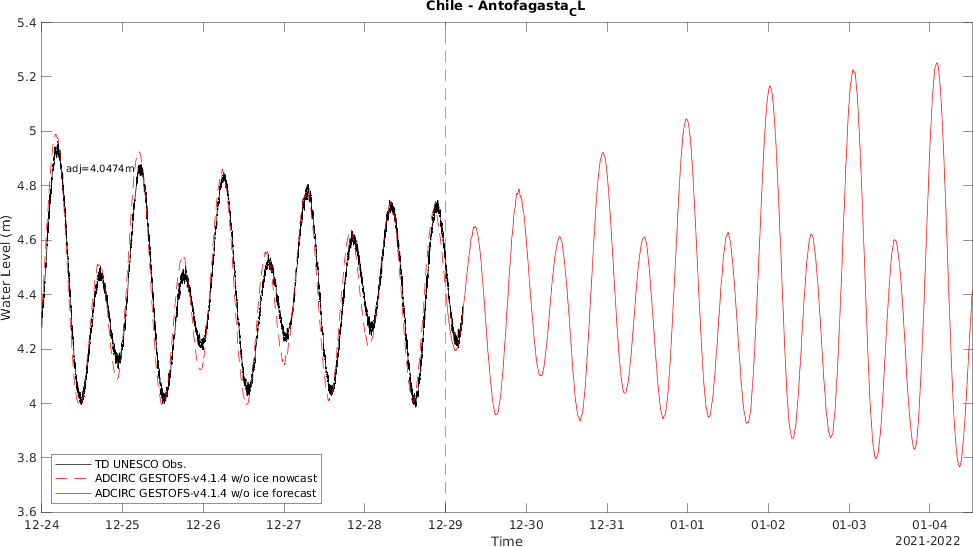 Chile - Antofagasta_CL
5.4
5.2
5
4.8
4.6
4.4
4.2
4
3.8
3.6
Water Level (m)
adj=4.0474m
TD UNESCO Obs.
ADCIRC GESTOFS-v4.1.4 w/o ice nowcast
ADCIRC GESTOFS-v4.1.4 w/o ice forecast
12-24 12-25 12-26 12-27 12-28 12-29 12-30 12-31 01-01 01-02 01-03 01-04
Time
2021-2022